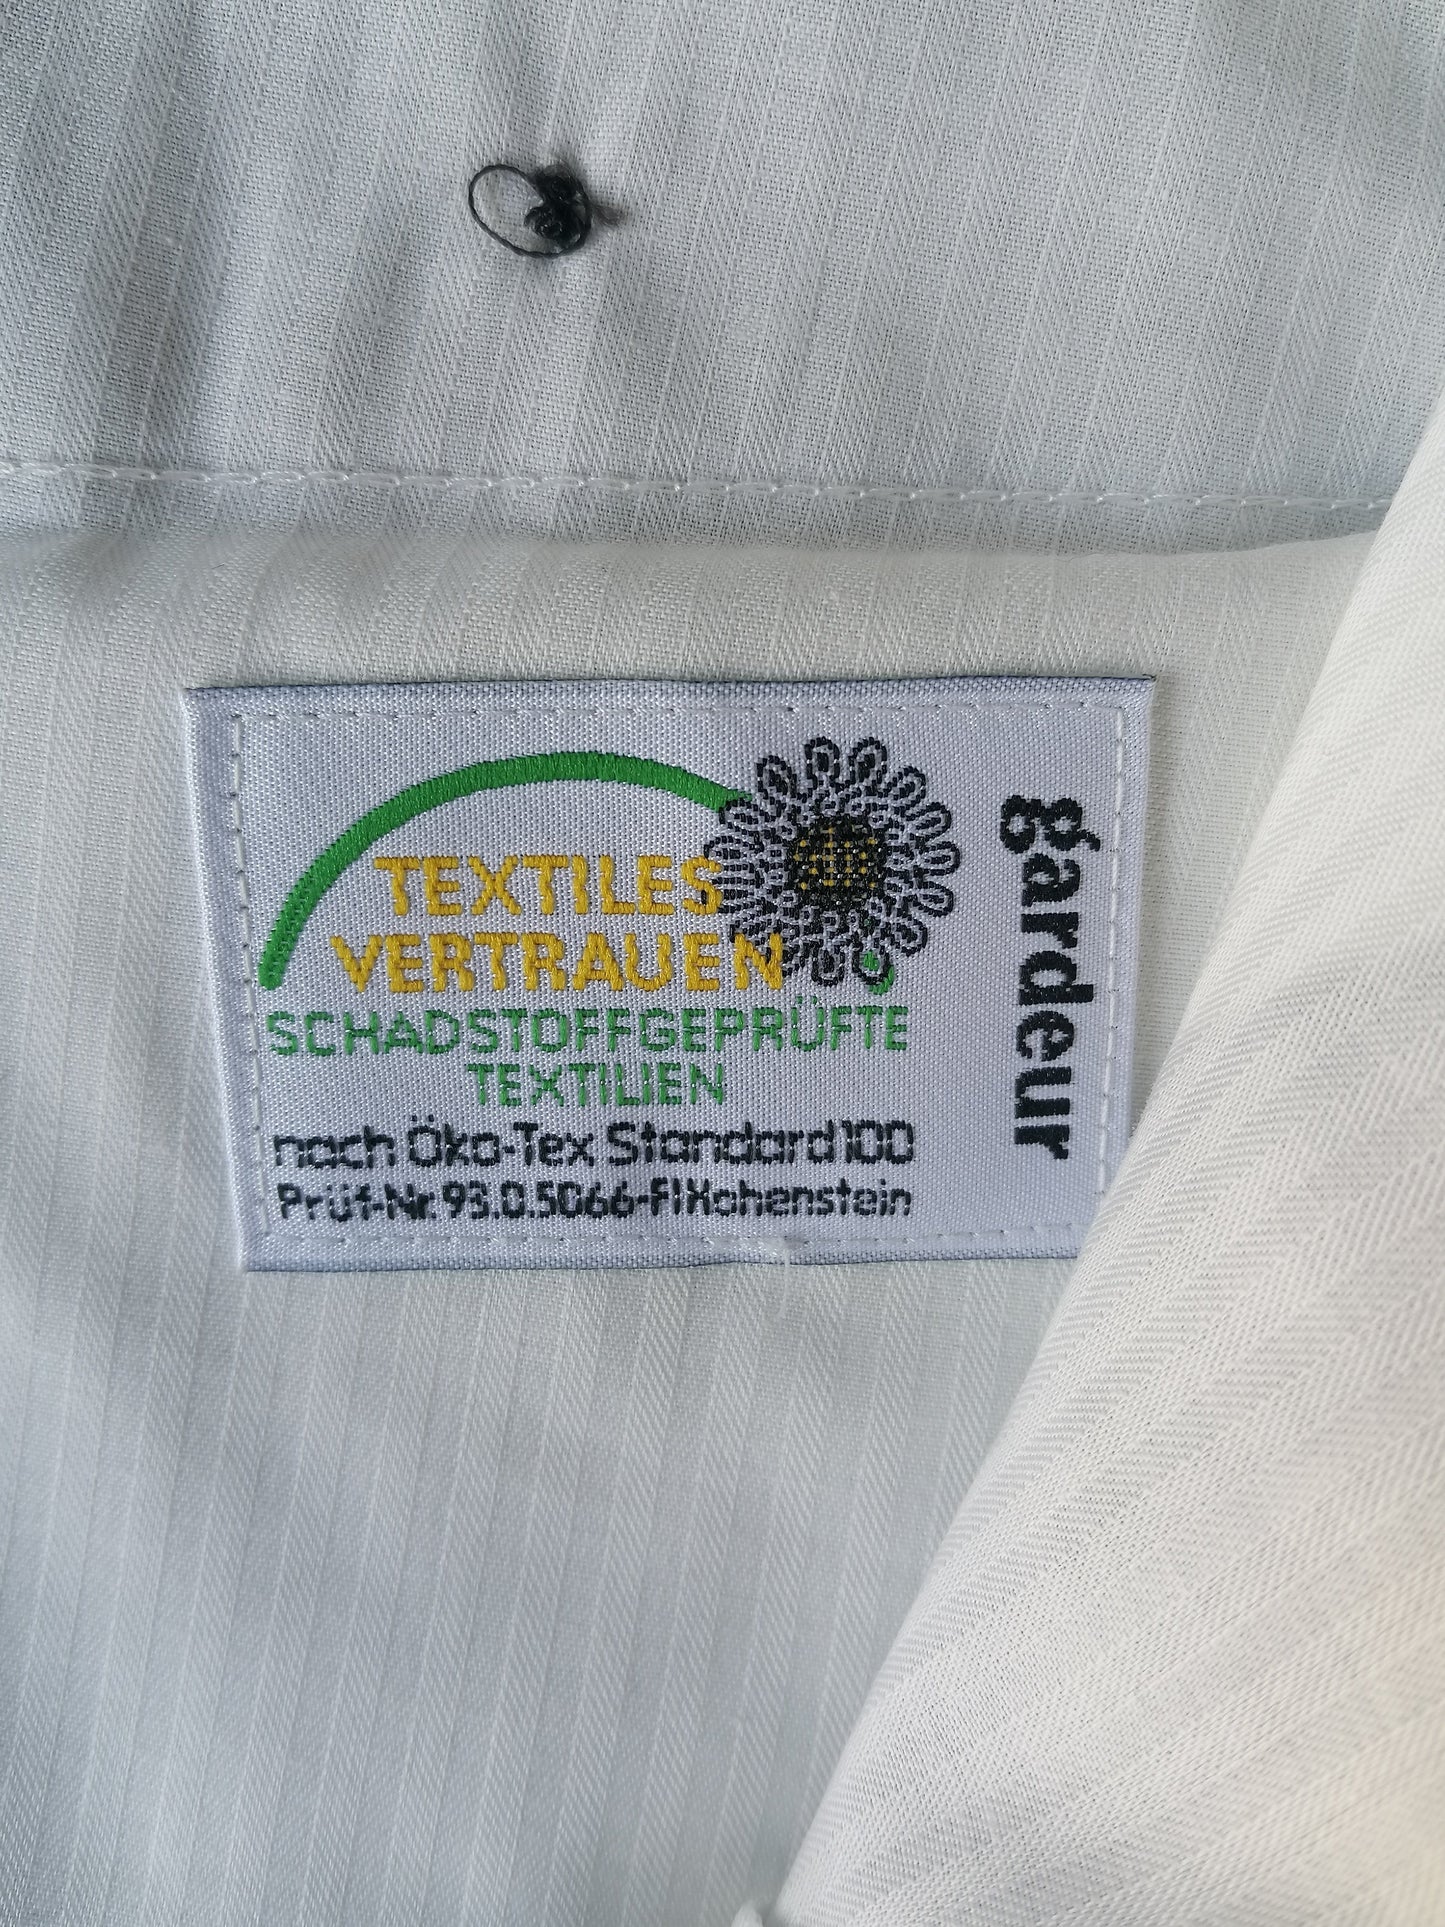 TEXTILES
VERTRAUEN
SCHADSTOFFGEPRÜFTE
TEXTILIEN
nach Öko-Tex Standard 100
Prüf-Nr. 93.0.5066-FI Hohenstein
gardeur